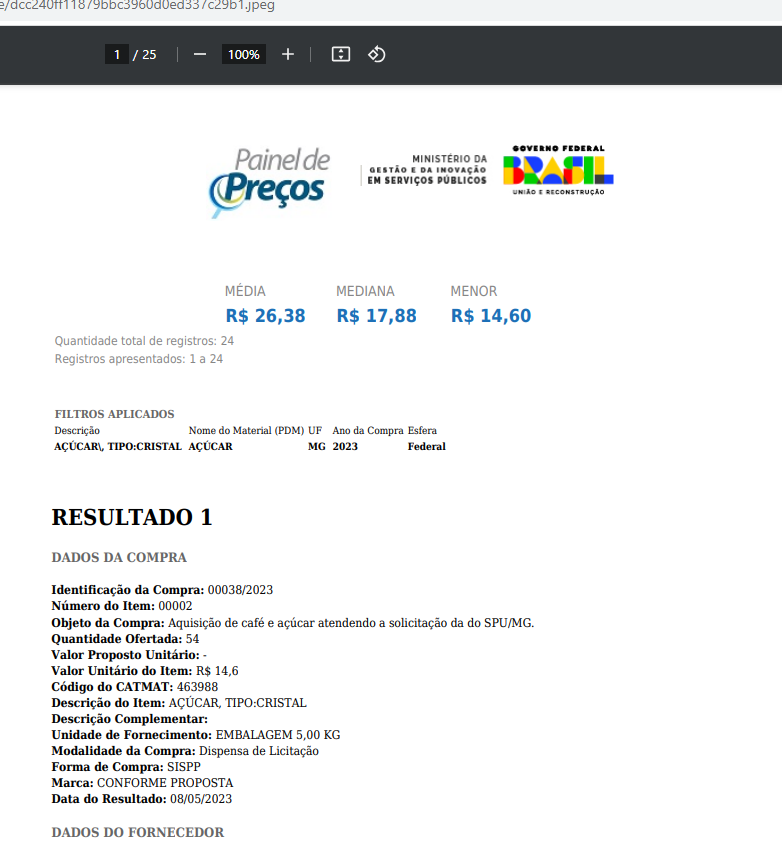 e/dcc240ff11879bbc3960d0ed337c29b1.jpeg
1 / 25 — 100% +
Painel de
Preços
MINISTÉRIO DA
GESTÃO E DA INOVAÇÃO
EM SERVIÇOS PÚBLICOS
GOVERNO FEDERAL
BRASIL
UNIÃO E RECONSTRUÇÃO
MÉDIA MEDIANA MENOR
R$ 26,38 R$ 17,88 R$ 14,60
Quantidade total de registros: 24
Registros apresentados: 1 a 24
FILTROS APLICADOS
Descrição Nome do Material (PDM) UF Ano da Compra Esfera
AÇÚCAR\, TIPO:CRISTAL AÇÚCAR MG 2023 Federal
RESULTADO 1
DADOS DA COMPRA
Identificação da Compra: 00038/2023
Número do Item: 00002
Objeto da Compra: Aquisição de café e açúcar atendendo a solicitação da do SPU/MG.
Quantidade Ofertada: 54
Valor Proposto Unitário: -
Valor Unitário do Item: R$ 14,6
Código do CATMAT: 463988
Descrição do Item: AÇÚCAR, TIPO:CRISTAL
Descrição Complementar:
Unidade de Fornecimento: EMBALAGEM 5,00 KG
Modalidade da Compra: Dispensa de Licitação
Forma de Compra: SISPP
Marca: CONFORME PROPOSTA
Data do Resultado: 08/05/2023
DADOS DO FORNECEDOR